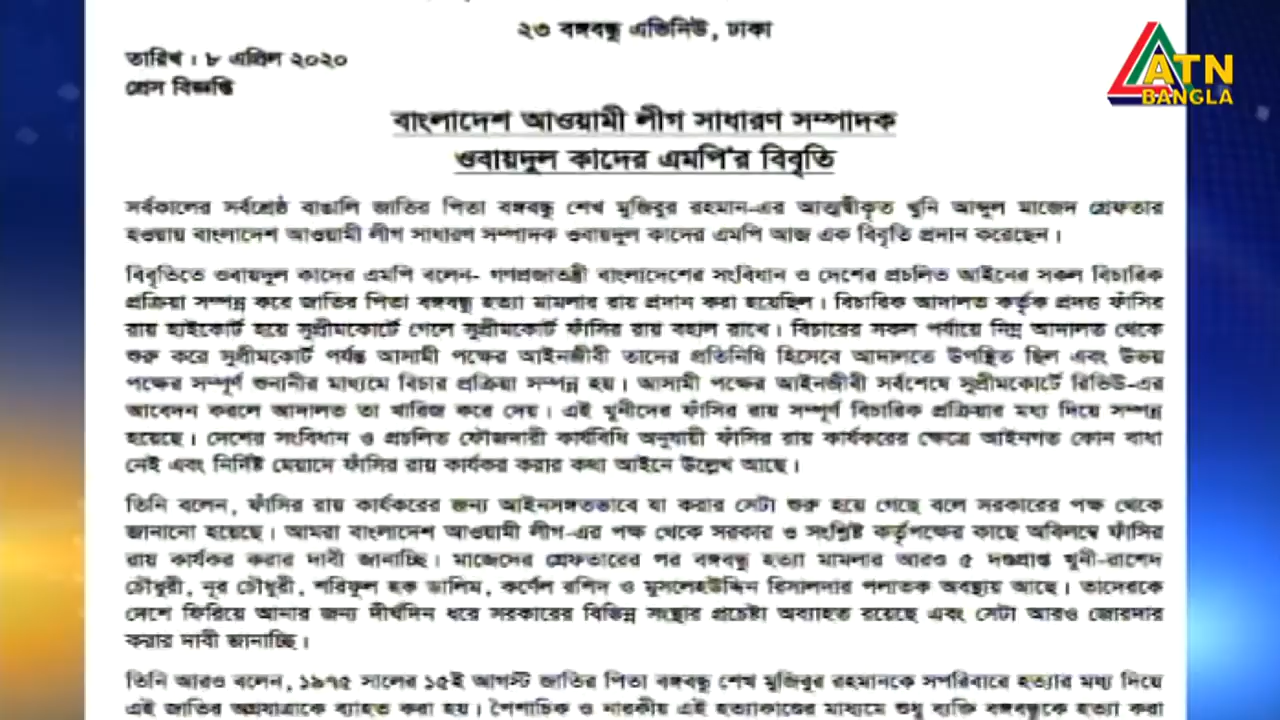 ২৩ বঙ্গবন্ধু এভিনিউ, ঢাকা
তারিখ : ৮ এপ্রিল ২০২০
প্রেস বিজ্ঞপ্তি
ATN
BANGLA
বাংলাদেশ আওয়ামী লীগ সাধারণ সম্পাদক
ওবায়দুল কাদের এমপি'র বিবৃতি
সর্বকালের সর্বশ্রেষ্ঠ বাঙালি জাতির পিতা বঙ্গবন্ধু শেখ মুজিবুর রহমান-এর আত্মস্বীকৃত খুনি আব্দুল মাজেদ গ্রেফতার
হওয়ায় বাংলাদেশ আওয়ামী লীগ সাধারণ সম্পাদক ওবায়দুল কাদের এমপি আজ এক বিবৃতি প্রদান করেছেন।
বিবৃতিতে ওবায়দুল কাদের এমপি বলেন- গণপ্রজাতন্ত্রী বাংলাদেশের সংবিধান ও দেশের প্রচলিত আইনের সকল বিচারিক
প্রক্রিয়া সম্পন্ন করে জাতির পিতা বঙ্গবন্ধু হত্যা মামলার রায় প্রদান করা হয়েছিল। বিচারিক আদালত কর্তৃক প্রদত্ত ফাঁসির
রায় হাইকোর্ট হয়ে সুপ্রীমকোর্টে গেলে সুপ্রীমকোর্ট ফাঁসির রায় বহাল রাখে। বিচারের সকল পর্যায়ে নিম্ন আদালত থেকে
শুরু করে সুপ্রীমকোর্ট পর্যন্ত আসামী পক্ষের আইনজীবী তাদের প্রতিনিধি হিসেবে আদালতে উপস্থিত ছিল এবং উভয়
পক্ষের সম্পূর্ণ শুনানীর মাধ্যমে বিচার প্রক্রিয়া সম্পন্ন হয়। আসামী পক্ষের আইনজীবী সর্বশেষে সুপ্রীমকোর্টে রিভিউ-এর
আবেদন করলে আদালত তা খারিজ করে দেয়। এই খুনীদের ফাঁসির রায় সম্পূর্ণ বিচারিক প্রক্রিয়ার মধ্য দিয়ে সম্পন্ন
হয়েছে। দেশের সংবিধান ও প্রচলিত ফৌজদারী কার্যবিধি অনুযায়ী ফাঁসির রায় কার্যকরের ক্ষেত্রে আইনগত কোন বাধা
নেই এবং নির্দিষ্ট মেয়াদে ফাঁসির রায় কার্যকর করার কথা আইনে উল্লেখ আছে।
তিনি বলেন, ফাঁসির রায় কার্যকরের জন্য আইনসঙ্গতভাবে যা করার সেটা শুরু হয়ে গেছে বলে সরকারের পক্ষ থেকে
জানানো হয়েছে। আমরা বাংলাদেশ আওয়ামী লীগ-এর পক্ষ থেকে সরকার ও সংশ্লিষ্ট কর্তৃপক্ষের কাছে অবিলম্বে ফাঁসির
রায় কার্যকর করার দাবী জানাচ্ছি। মাজেদের গ্রেফতারের পর বঙ্গবন্ধু হত্যা মামলার আরও ৫ দণ্ডপ্রাপ্ত খুনী-রাশেদ
চৌধুরী, নূর চৌধুরী, শরিফুল হক ডালিম, কর্ণেল রশিদ ও মুসলেহউদ্দিন রিসালদার পলাতক অবস্থায় আছে। তাদেরকে
দেশে ফিরিয়ে আনার জন্য দীর্ঘদিন ধরে সরকারের বিভিন্ন সংস্থার প্রচেষ্টা অব্যাহত রয়েছে এবং সেটা আরও জোরদার
করার দাবী জানাচ্ছি।
তিনি আরও বলেন, ১৯৭৫ সালের ১৫ই আগস্ট জাতির পিতা বঙ্গবন্ধু শেখ মুজিবুর রহমানকে সপরিবারে হত্যার মধ্য দিয়ে
এই জাতির অগ্রযাত্রাকে ব্যাহত করা হয়। পৈশাচিক ও নারকীয় এই হত্যাকাণ্ডের মাধ্যমে শুধু ব্যক্তি বঙ্গবন্ধুকে হত্যা করা